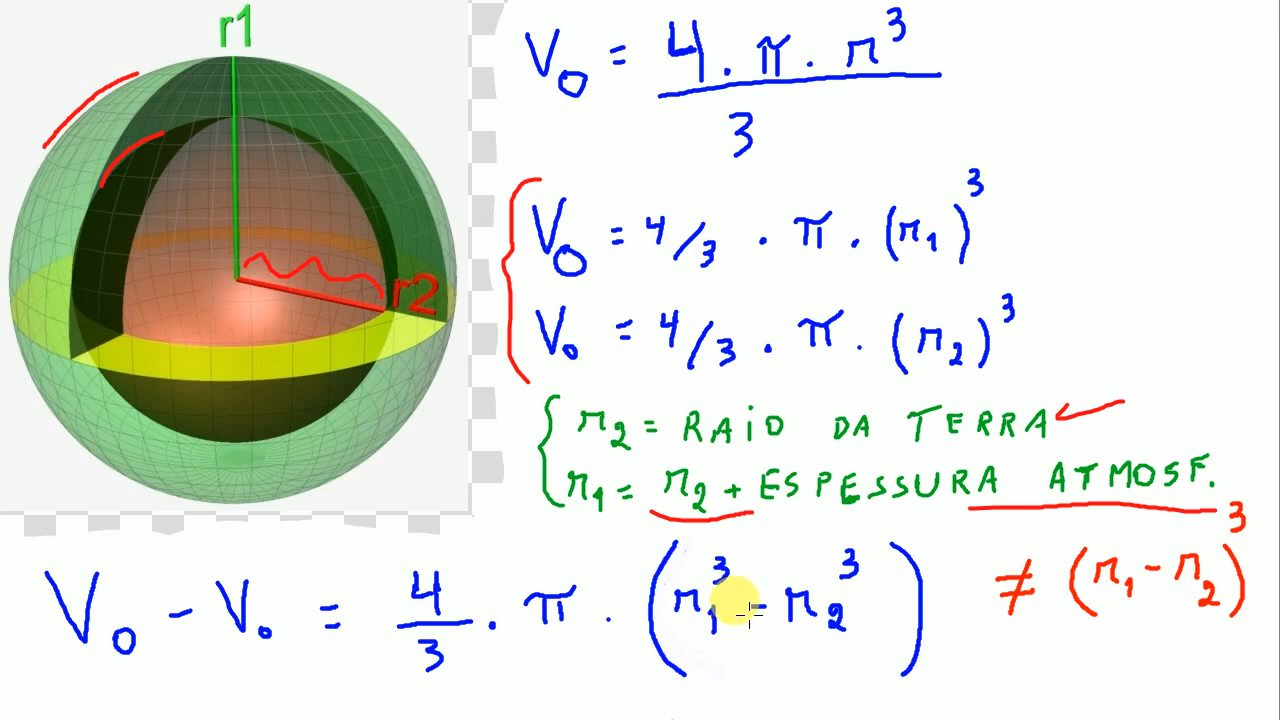 r1
r2
V₀ = 4 . π . r³ / 3
V₀ = 4/3 . π . (r₁)³
V₀ = 4/3 . π . (r₂)³
r₂ = RAiO DA TERRA
r₁ = r₂ + ESPESSURA ATMOSF.
V₀ - V₀ = 4/3 . π . (r₁³ - r₂³) ≠ (r₁ - r₂)³